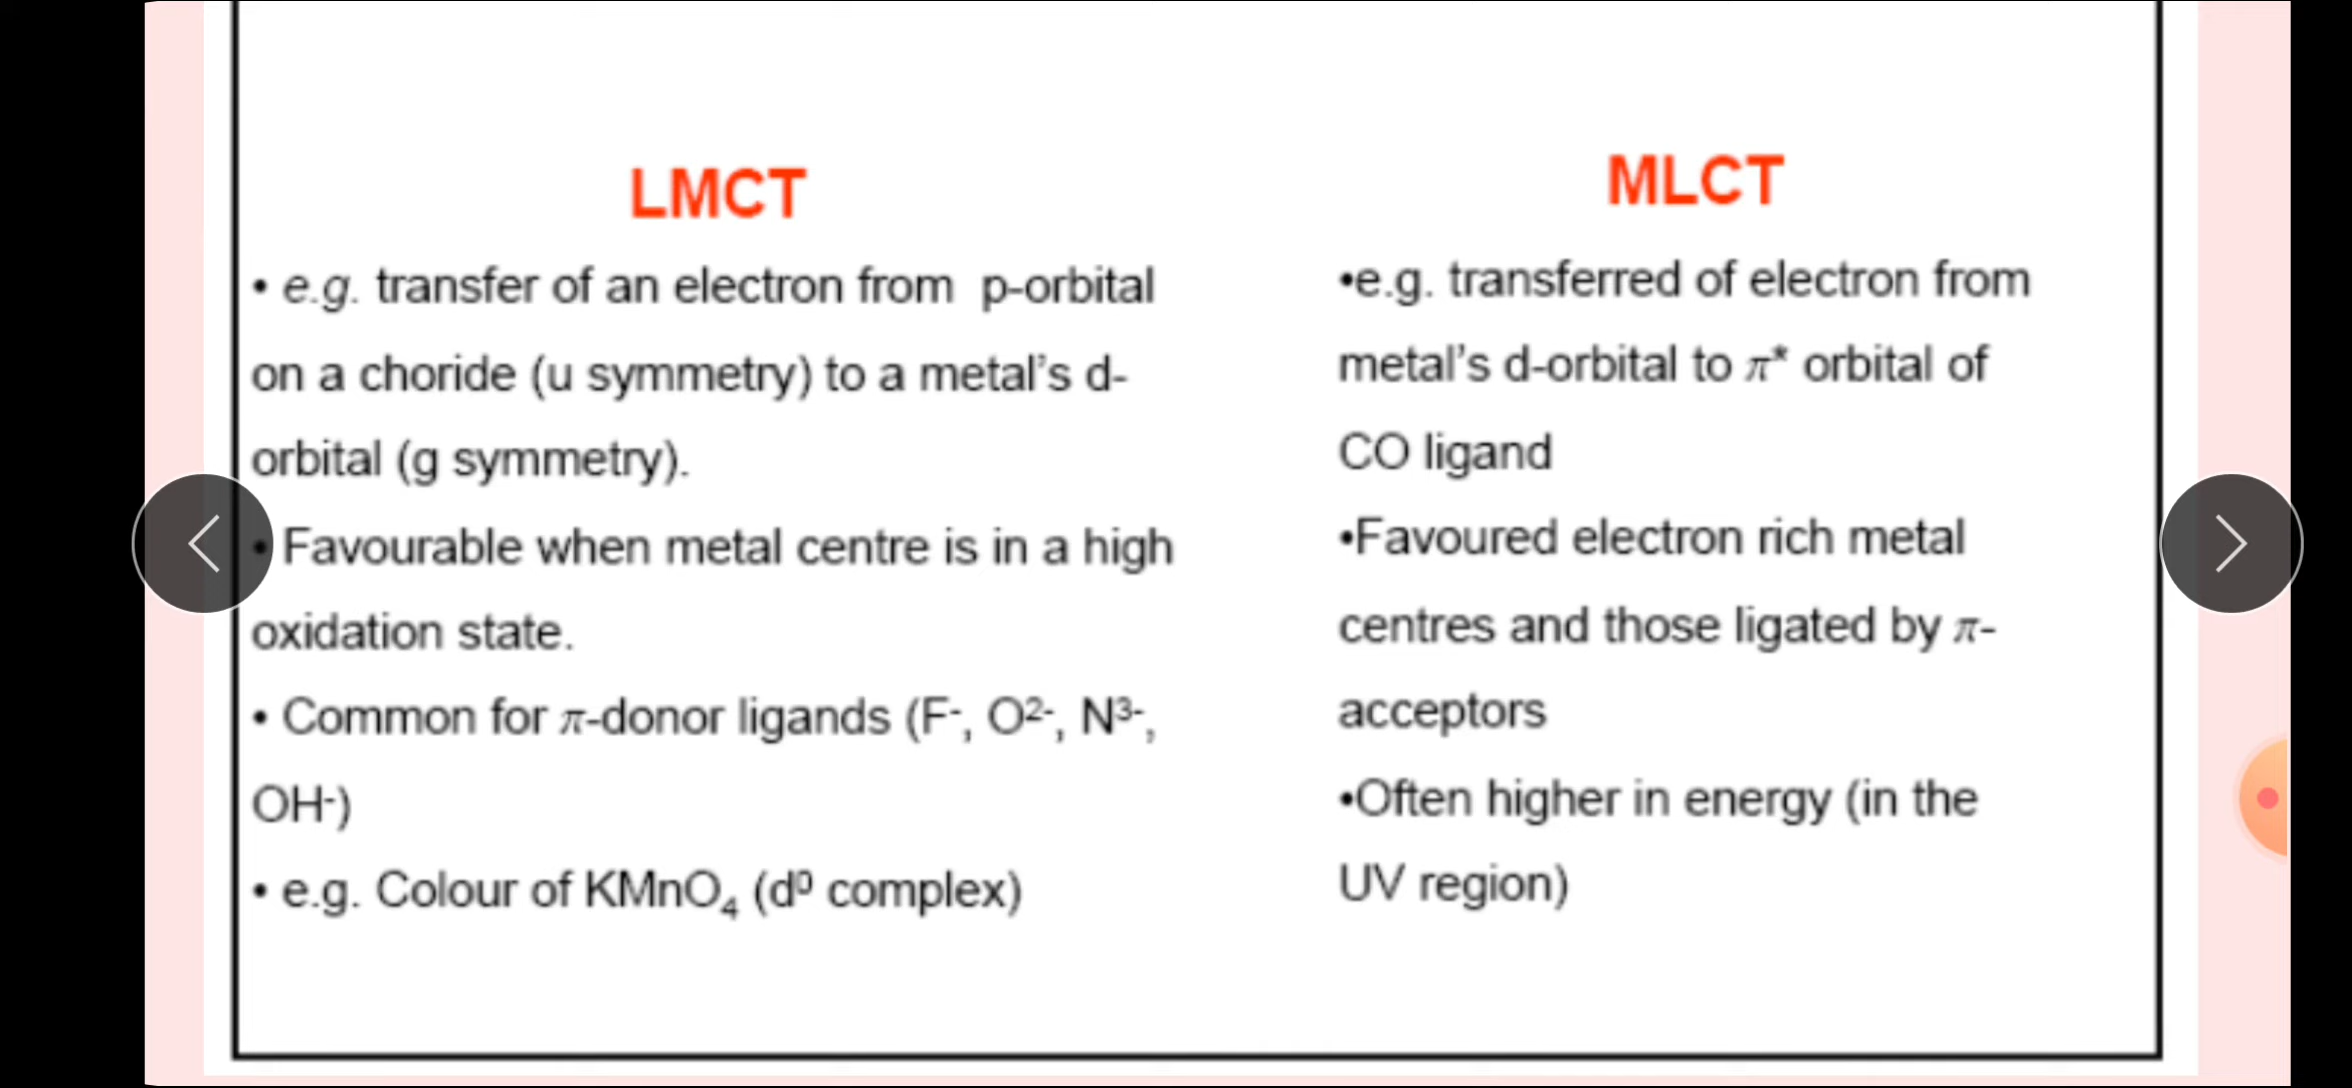 LMCT
• e.g. transfer of an electron from p-orbital
on a choride (u symmetry) to a metal's d-
orbital (g symmetry).
• Favourable when metal centre is in a high
oxidation state.
• Common for π-donor ligands (F⁻, O²⁻, N³⁻,
OH⁻)
• e.g. Colour of KMnO₄ (d⁰ complex)
MLCT
•e.g. transferred of electron from
metal's d-orbital to π* orbital of
CO ligand
•Favoured electron rich metal
centres and those ligated by π-
acceptors
•Often higher in energy (in the
UV region)